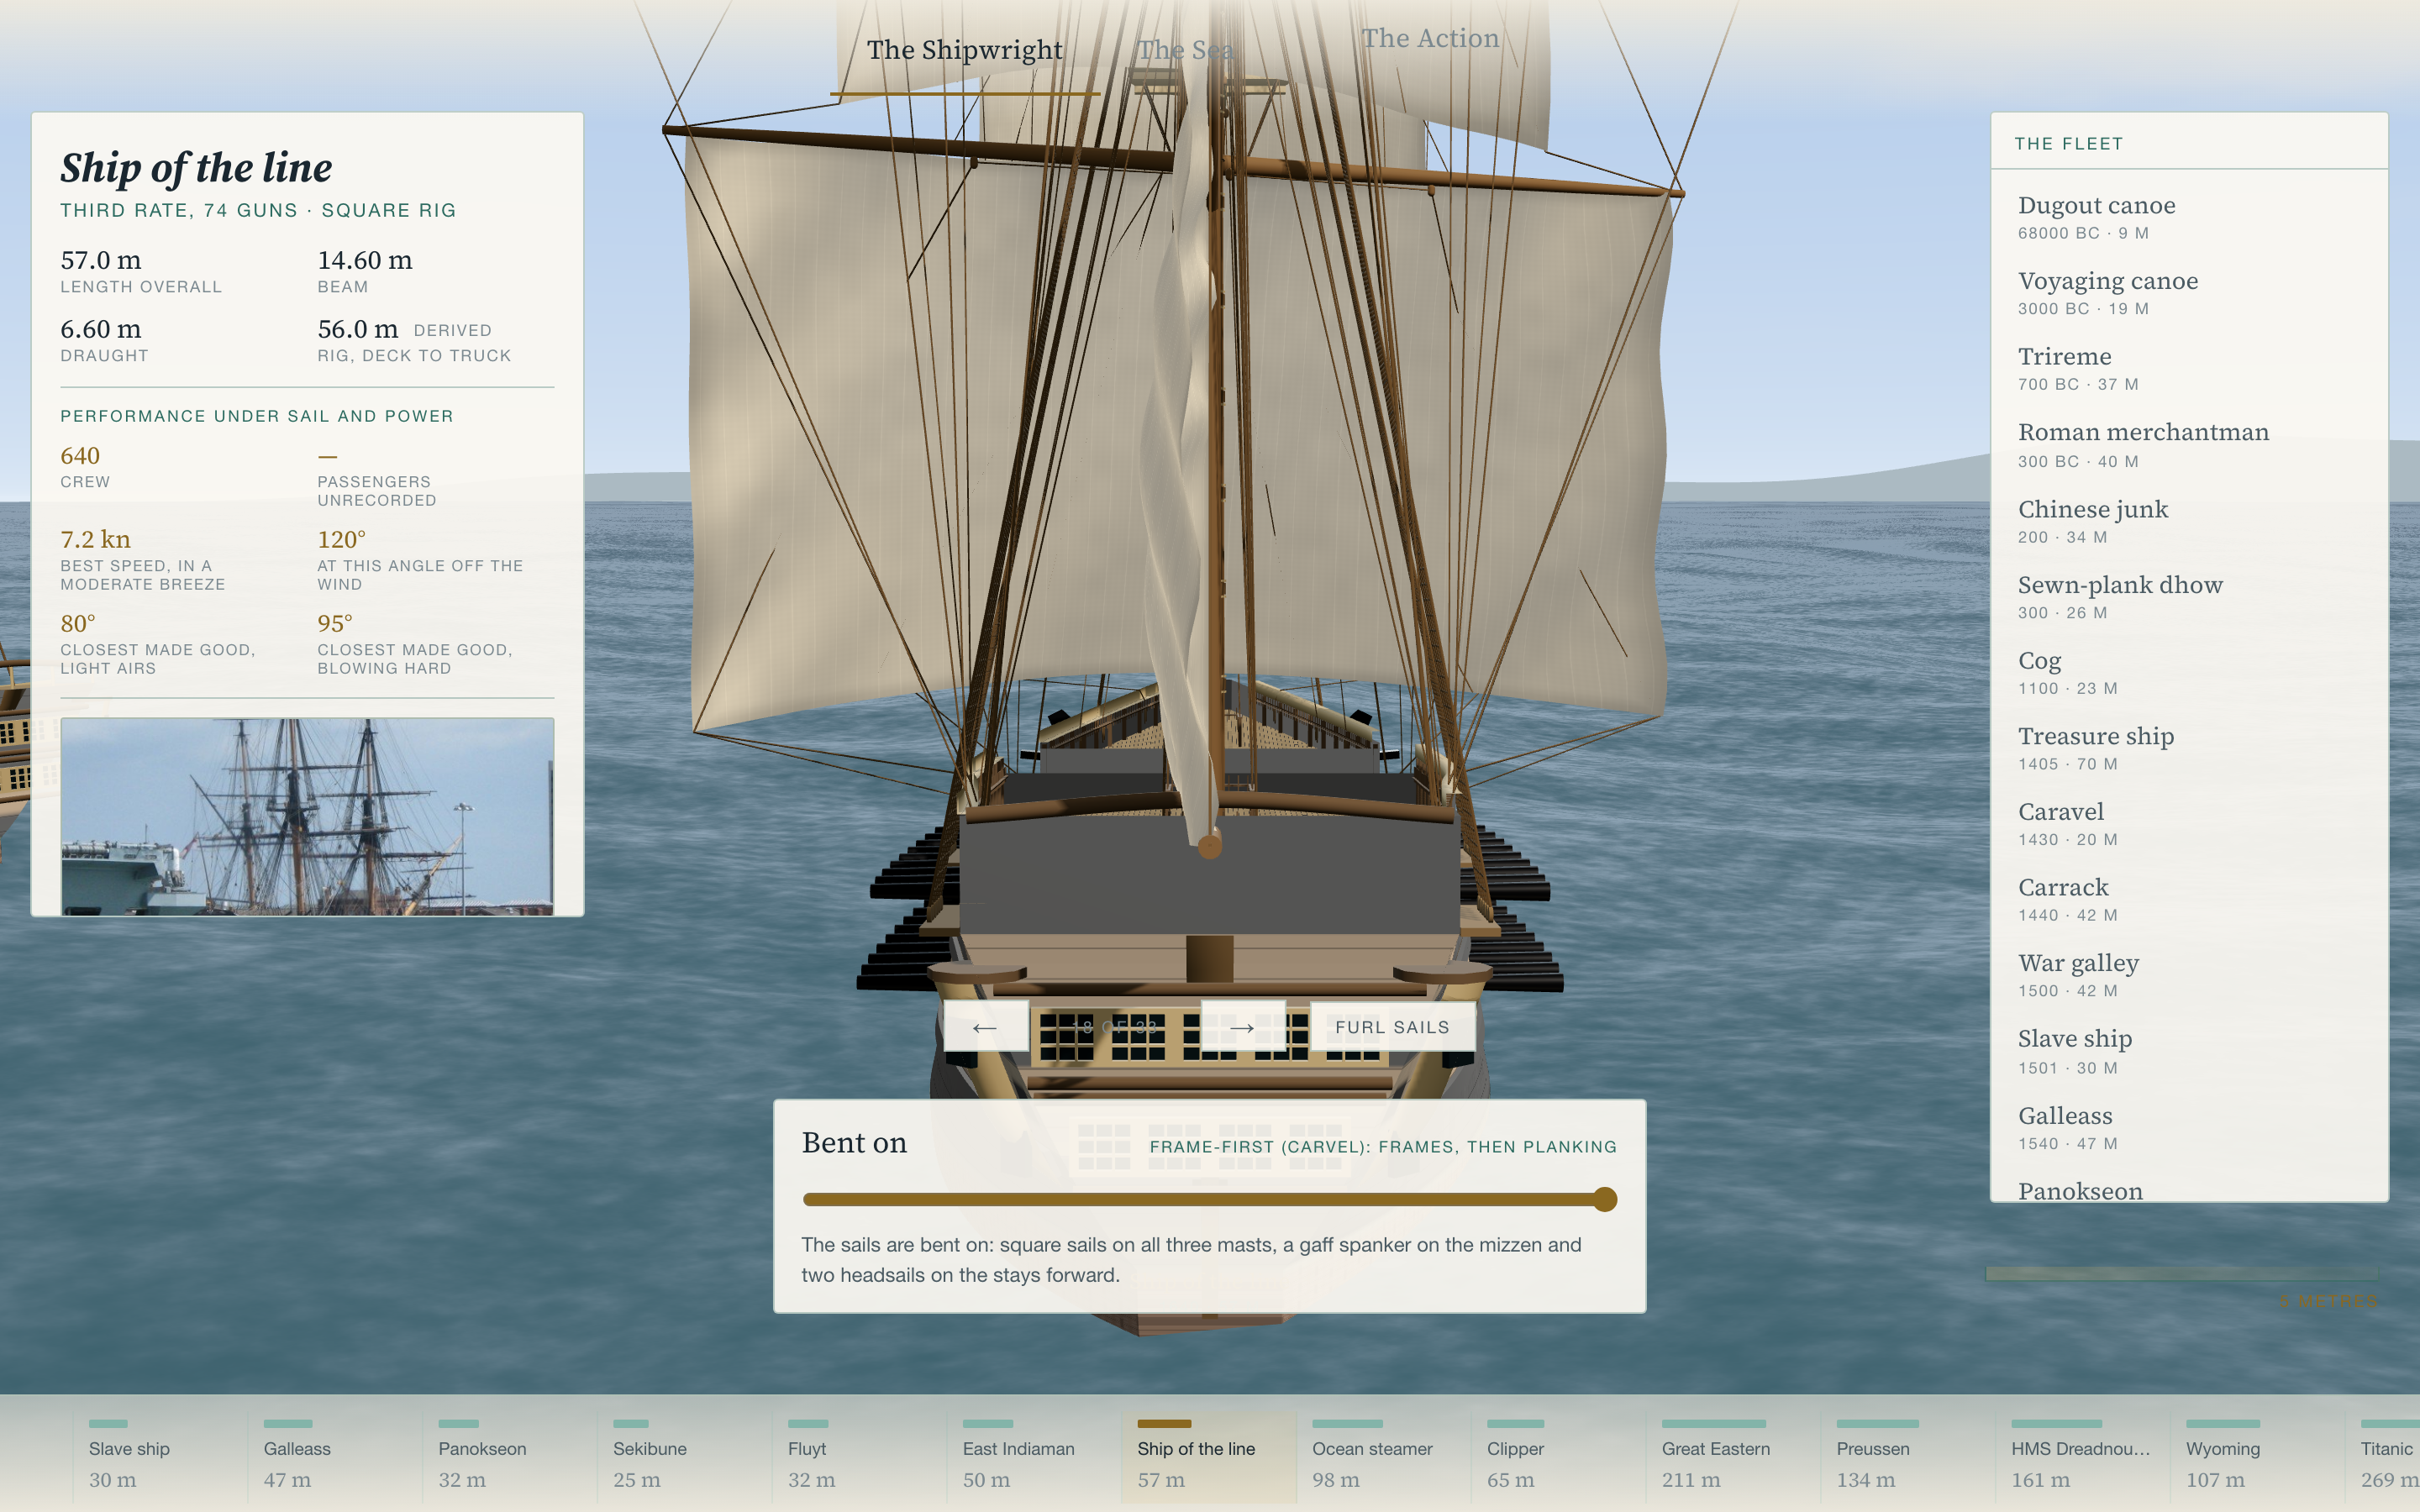 The Shipwright
The Sea
The Action
Ship of the line
THIRD RATE, 74 GUNS · SQUARE RIG
57.0 m
LENGTH OVERALL
14.60 m
BEAM
6.60 m
DRAUGHT
56.0 m DERIVED
RIG, DECK TO TRUCK
PERFORMANCE UNDER SAIL AND POWER
640
CREW
—
PASSENGERS
UNRECORDED
7.2 kn
BEST SPEED, IN A
MODERATE BREEZE
120°
AT THIS ANGLE OFF THE
WIND
80°
CLOSEST MADE GOOD,
LIGHT AIRS
95°
CLOSEST MADE GOOD,
BLOWING HARD
THE FLEET
Dugout canoe
68000 BC · 9 M
Voyaging canoe
3000 BC · 19 M
Trireme
700 BC · 37 M
Roman merchantman
300 BC · 40 M
Chinese junk
200 · 34 M
Sewn-plank dhow
300 · 26 M
Cog
1100 · 23 M
Treasure ship
1405 · 70 M
Caravel
1430 · 20 M
Carrack
1440 · 42 M
War galley
1500 · 42 M
Slave ship
1501 · 30 M
Galleass
1540 · 47 M
Panokseon
← 18 OF 33 → FURL SAILS
Bent on
FRAME-FIRST (CARVEL): FRAMES, THEN PLANKING
The sails are bent on: square sails on all three masts, a gaff spanker on the mizzen and
two headsails on the stays forward.
5 METRES
Slave ship
30 m
Galleass
47 m
Panokseon
32 m
Sekibune
25 m
Fluyt
32 m
East Indiaman
50 m
Ship of the line
57 m
Ocean steamer
98 m
Clipper
65 m
Great Eastern
211 m
Preussen
134 m
HMS Dreadnou...
161 m
Wyoming
107 m
Titanic
269 m